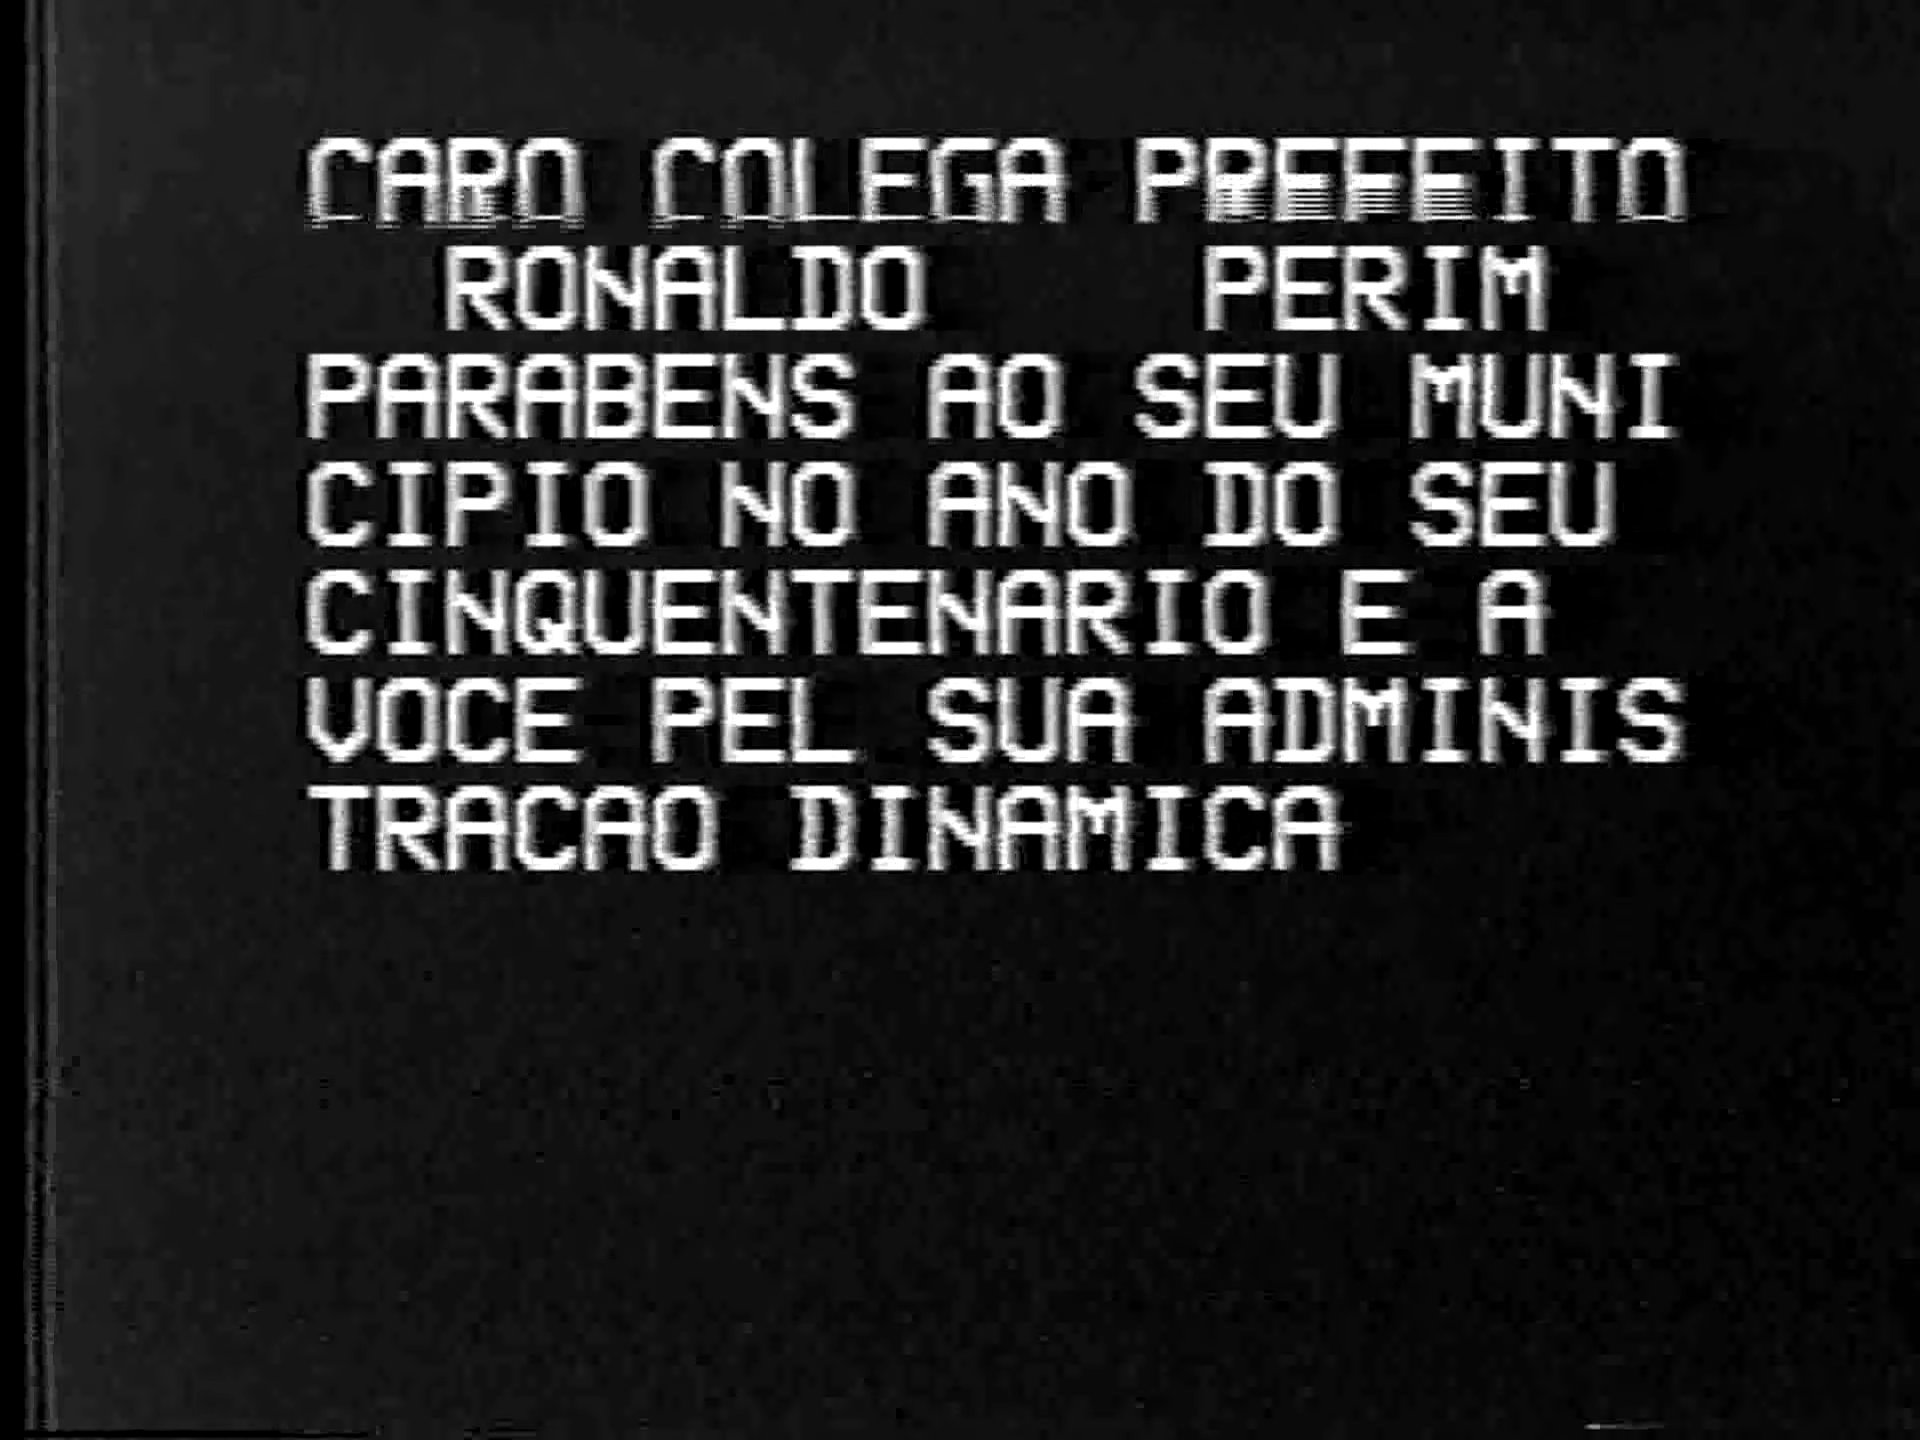 CARO COLEGA PREFEITO
RONALDO PERIM
PARABENS AO SEU MUNI
CIPIO NO ANO DO SEU
CINQUENTENARIO E A
VOCE PEL SUA ADMINIS
TRACAO DINAMICA